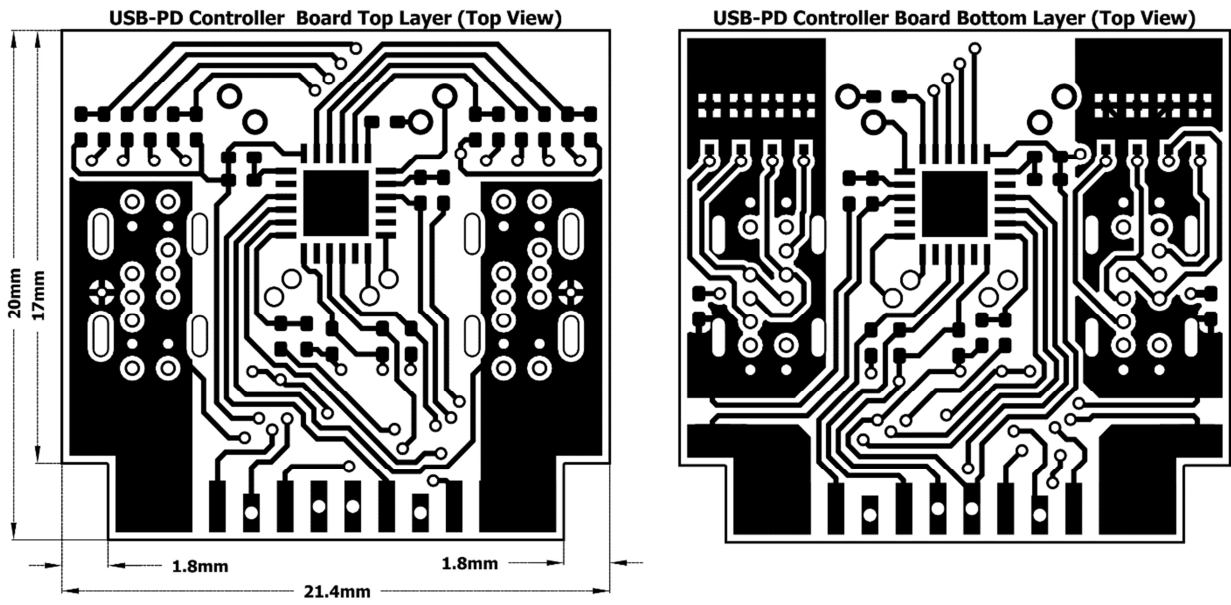 USB-PD Controller Board Top Layer (Top View)
USB-PD Controller Board Bottom Layer (Top View)
20mm
17mm
1.8mm
1.8mm
21.4mm